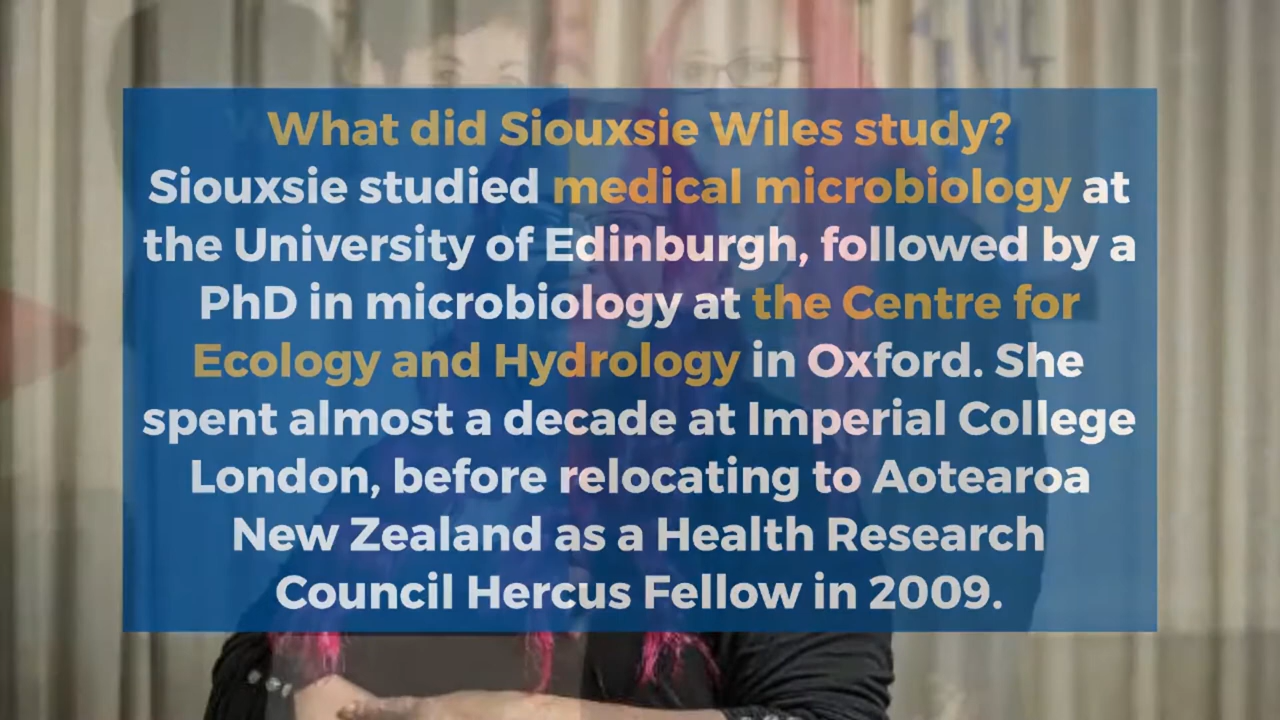 What did Siouxsie Wiles study?
Siouxsie studied medical microbiology at
the University of Edinburgh, followed by a
PhD in microbiology at the Centre for
Ecology and Hydrology in Oxford. She
spent almost a decade at Imperial College
London, before relocating to Aotearoa
New Zealand as a Health Research
Council Hercus Fellow in 2009.